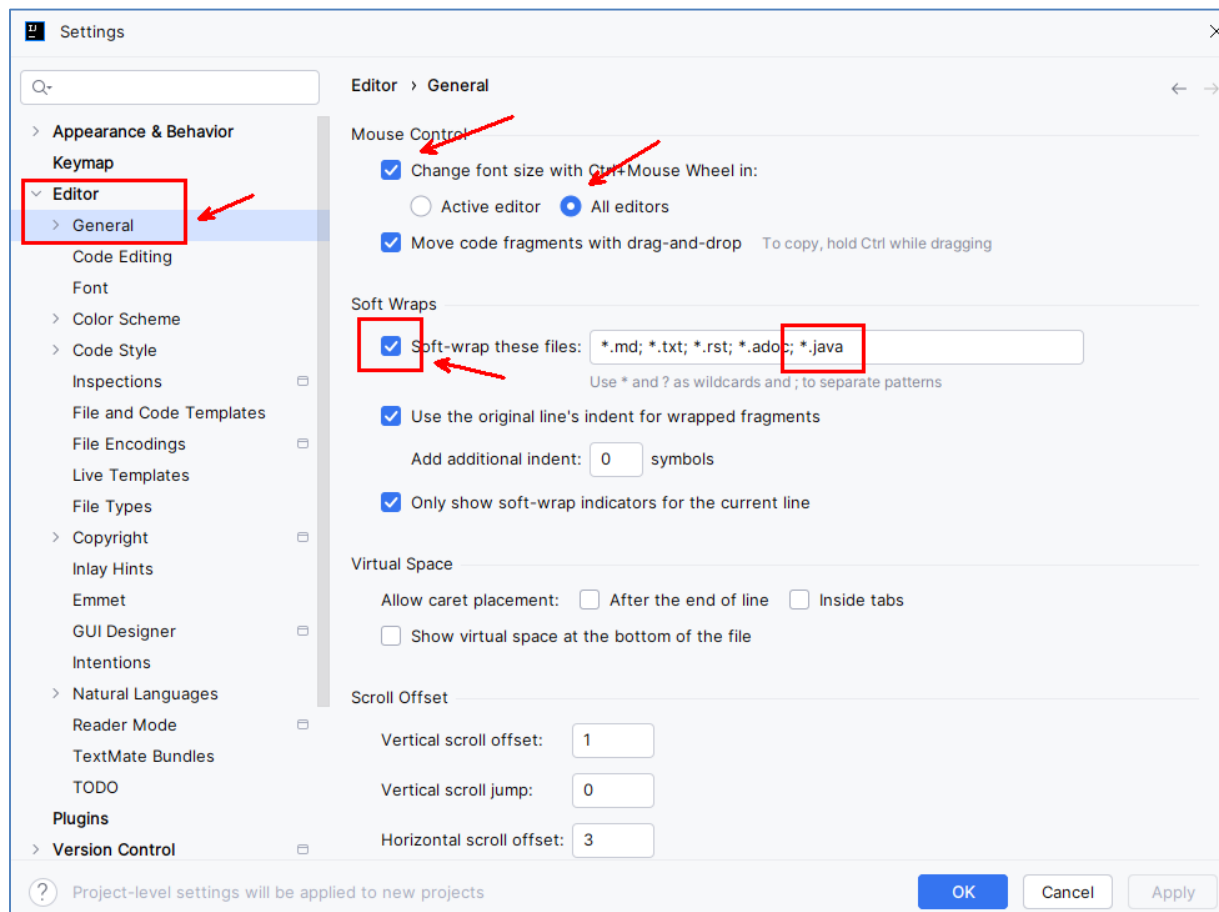 Settings
Editor › General
Appearance & Behavior
Keymap
Editor
General
Code Editing
Font
Color Scheme
Code Style
Inspections
File and Code Templates
File Encodings
Live Templates
File Types
Copyright
Inlay Hints
Emmet
GUI Designer
Intentions
Natural Languages
Reader Mode
TextMate Bundles
TODO
Plugins
Version Control
Mouse Control
Change font size with Ctrl+Mouse Wheel in:
Active editor All editors
Move code fragments with drag-and-drop To copy, hold Ctrl while dragging
Soft Wraps
Soft-wrap these files: *.md; *.txt; *.rst; *.adoc; *.java
Use * and ? as wildcards and ; to separate patterns
Use the original line's indent for wrapped fragments
Add additional indent: 0 symbols
Only show soft-wrap indicators for the current line
Virtual Space
Allow caret placement: After the end of line Inside tabs
Show virtual space at the bottom of the file
Scroll Offset
Vertical scroll offset: 1
Vertical scroll jump: 0
Horizontal scroll offset: 3
? Project-level settings will be applied to new projects
OK Cancel Apply